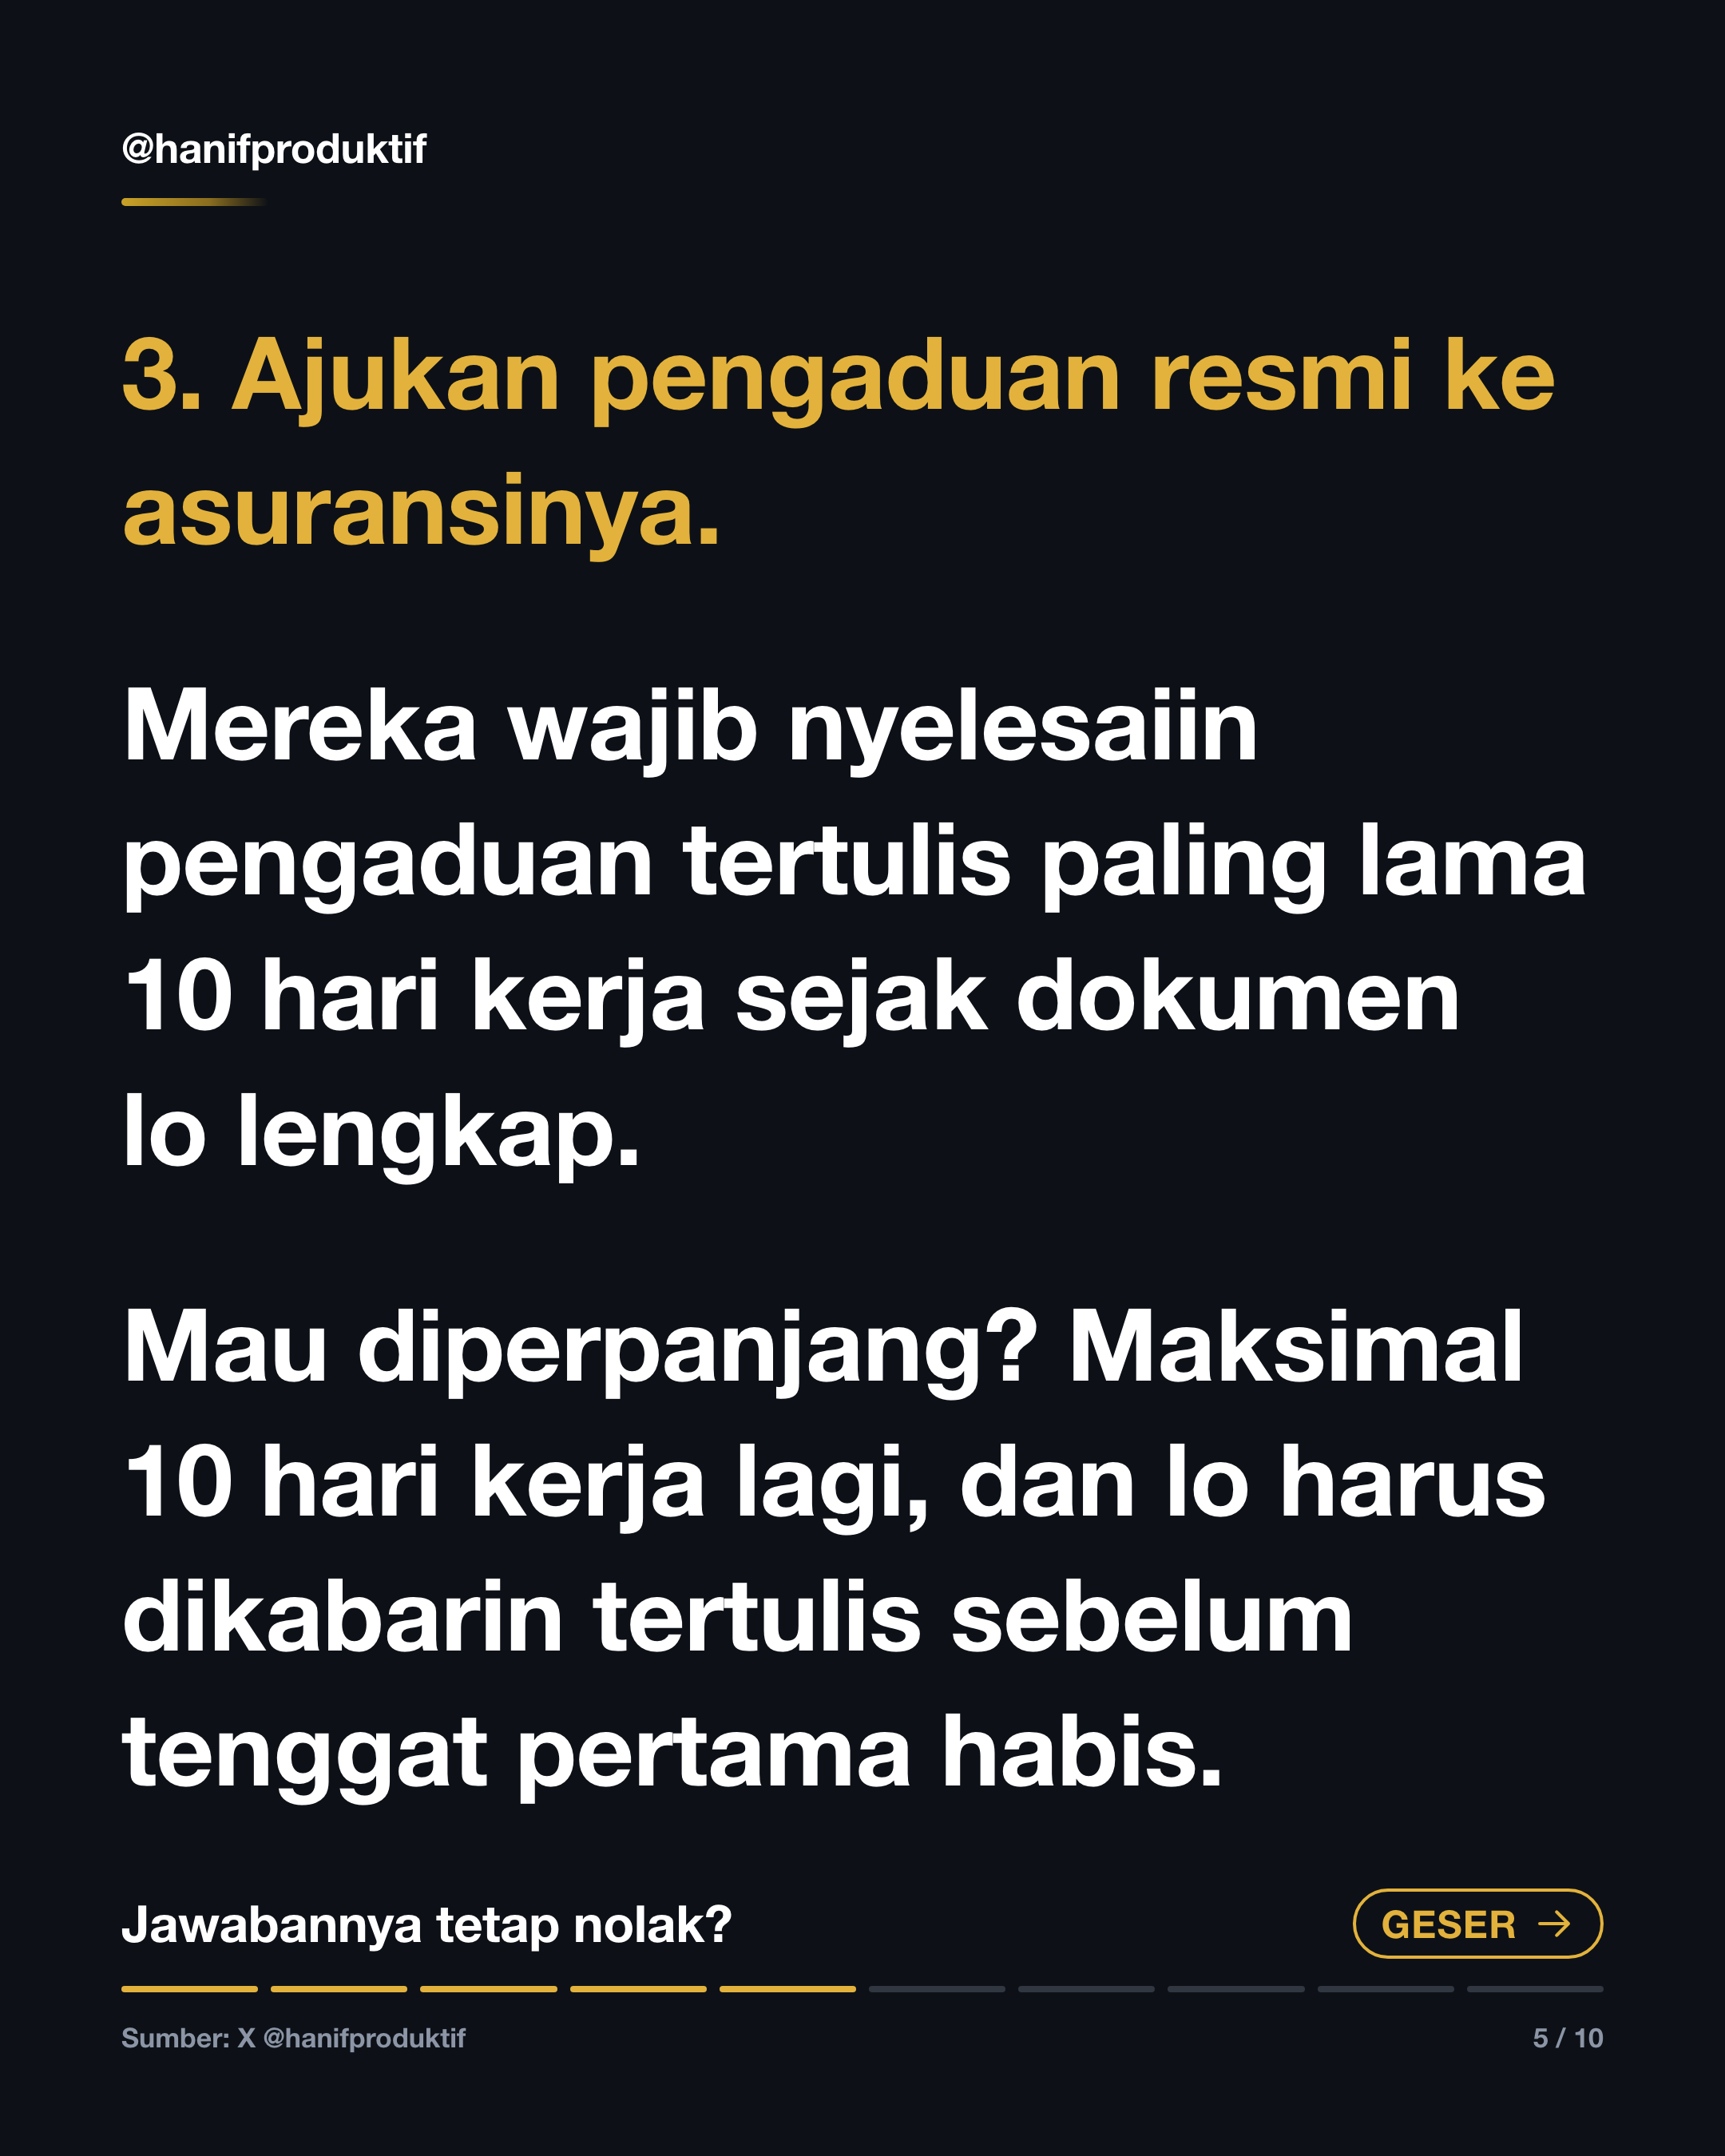 @hanifproduktif
3. Ajukan pengaduan resmi ke
asuransinya.
Mereka wajib nyelesaiin
pengaduan tertulis paling lama
10 hari kerja sejak dokumen
lo lengkap.
Mau diperpanjang? Maksimal
10 hari kerja lagi, dan lo harus
dikabarin tertulis sebelum
tenggat pertama habis.
Jawabannya tetap nolak?
GESER →
Sumber: X @hanifproduktif
5 / 10